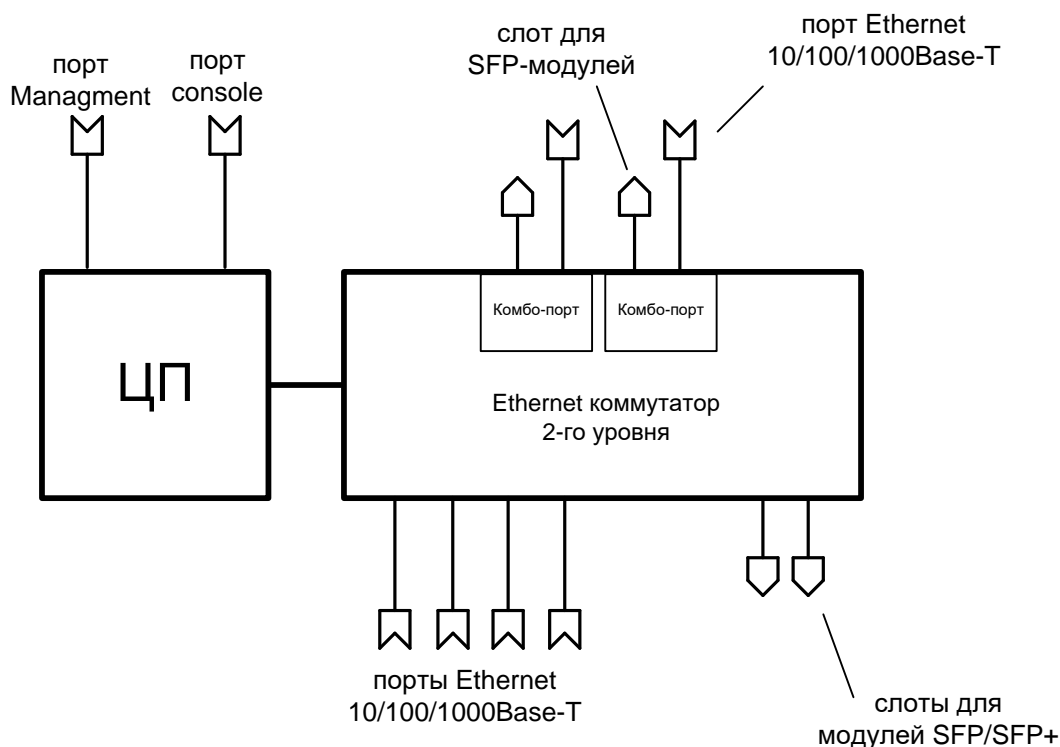 порт
Managment
порт
console
слот для
SFP-модулей
порт Ethernet
10/100/1000Base-T
Комбо-порт
Комбо-порт
ЦП
Ethernet коммутатор
2-го уровня
порты Ethernet
10/100/1000Base-T
слоты для
модулей SFP/SFP+